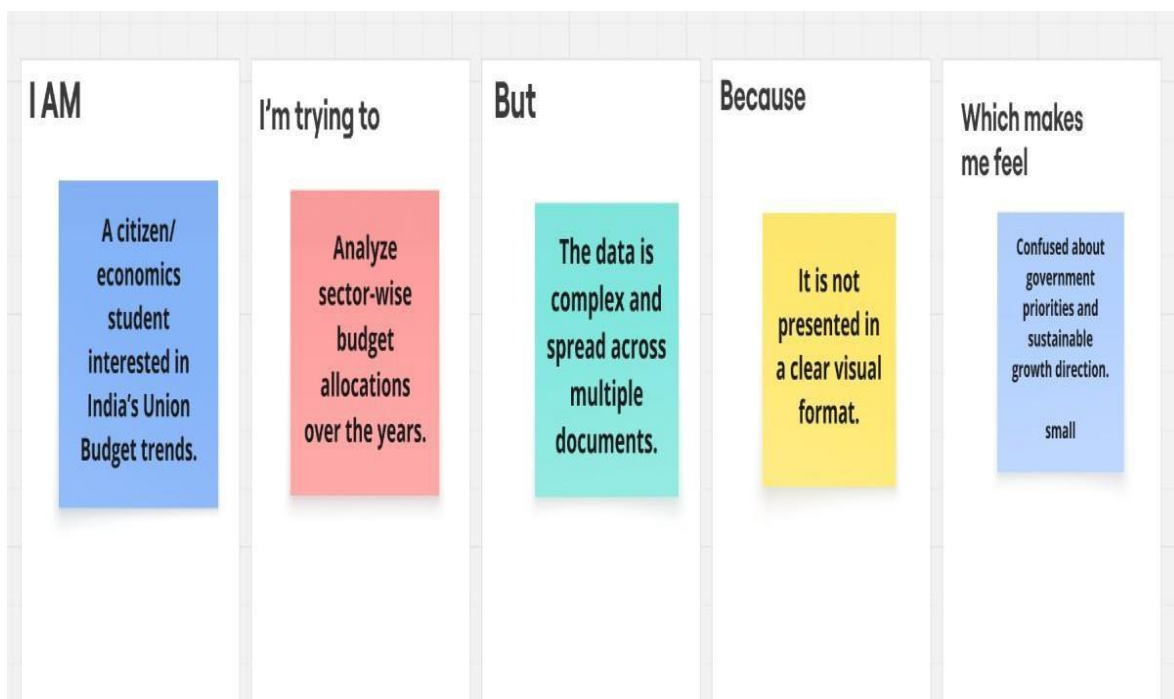 I AM
A citizen/
economics
student
interested in
India's Union
Budget trends.
I'm trying to
Analyze
sector-wise
budget
allocations
over the years.
But
The data is
complex and
spread across
multiple
documents.
Because
It is not
presented in
a clear visual
format.
Which makes
me feel
Confused about
government
priorities and
sustainable
growth direction.
small